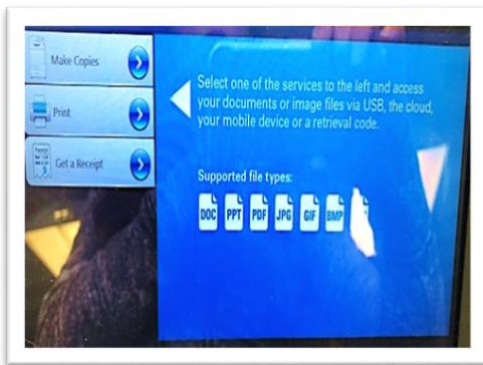 Make Copies
Print
Get a Receipt
Select one of the services to the left and access
your documents or image files via USB, the cloud,
your mobile device or a retrieval code.
Supported file types:
DOC PPT PDF JPG GIF BMP